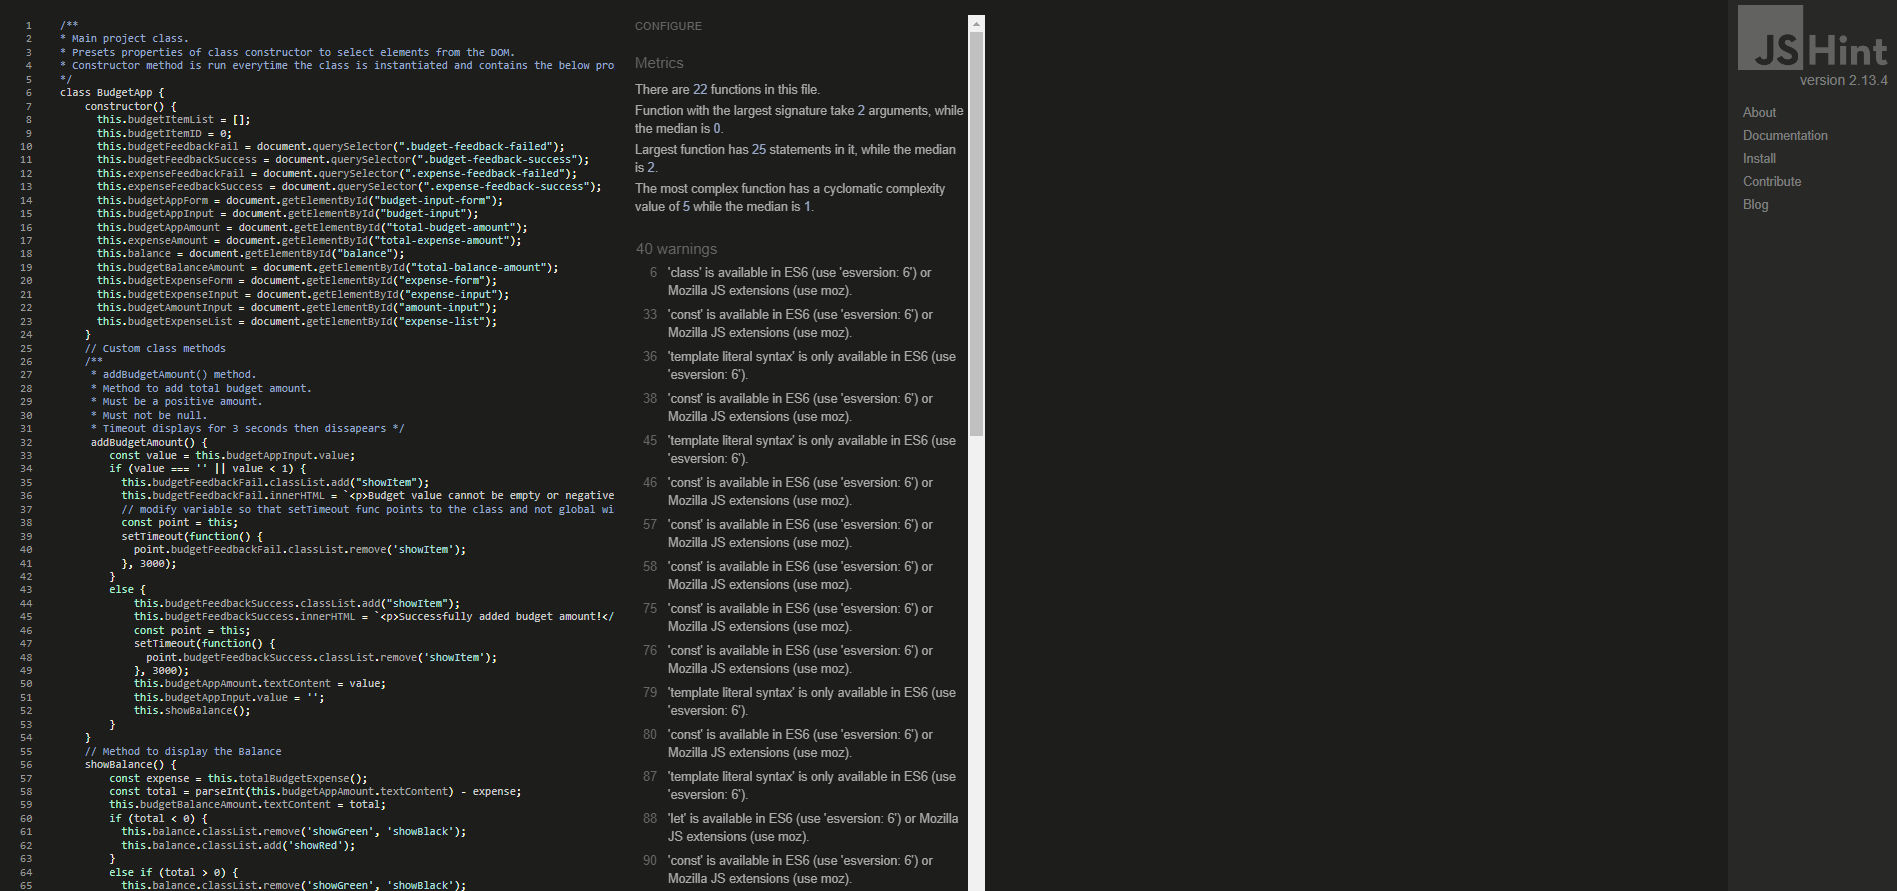 1 /**
2 * Main project class.
3 * Presets properties of class constructor to select elements from the DOM.
4 * Constructor method is run everytime the class is instantiated and contains the below pro
5 */
6 class BudgetApp {
7 constructor() {
8 this.budgetItemList = [];
9 this.budgetItemID = 0;
10 this.budgetFeedbackFail = document.querySelector(".budget-feedback-failed");
11 this.budgetFeedbackSuccess = document.querySelector(".budget-feedback-success");
12 this.expenseFeedbackFail = document.querySelector(".expense-feedback-failed");
13 this.expenseFeedbackSuccess = document.querySelector(".expense-feedback-success");
14 this.budgetAppForm = document.getElementById("budget-input-form");
15 this.budgetAppInput = document.getElementById("budget-input");
16 this.budgetAppAmount = document.getElementById("total-budget-amount");
17 this.expenseAmount = document.getElementById("total-expense-amount");
18 this.balance = document.getElementById("balance");
19 this.budgetBalanceAmount = document.getElementById("total-balance-amount");
20 this.budgetExpenseForm = document.getElementById("expense-form");
21 this.budgetExpenseInput = document.getElementById("expense-input");
22 this.budgetAmountInput = document.getElementById("amount-input");
23 this.budgetExpenseList = document.getElementById("expense-list");
24 }
25 // Custom class methods
26 /**
27 * addBudgetAmount() method.
28 * Method to add total budget amount.
29 * Must be a positive amount.
30 * Must not be null.
31 * Timeout displays for 3 seconds then dissapears */
32 addBudgetAmount() {
33 const value = this.budgetAppInput.value;
34 if (value === '' || value < 1) {
35 this.budgetFeedbackFail.classList.add("showItem");
36 this.budgetFeedbackFail.innerHTML = `<p>Budget value cannot be empty or negative
37 // modify variable so that setTimeout func points to the class and not global wi
38 const point = this;
39 setTimeout(function() {
40 point.budgetFeedbackFail.classList.remove('showItem');
41 }, 3000);
42 }
43 else {
44 this.budgetFeedbackSuccess.classList.add("showItem");
45 this.budgetFeedbackSuccess.innerHTML = `<p>Successfully added budget amount!</
46 const point = this;
47 setTimeout(function() {
48 point.budgetFeedbackSuccess.classList.remove('showItem');
49 }, 3000);
50 this.budgetAppAmount.textContent = value;
51 this.budgetAppInput.value = '';
52 this.showBalance();
53 }
54 }
55 // Method to display the Balance
56 showBalance() {
57 const expense = this.totalBudgetExpense();
58 const total = parseInt(this.budgetAppAmount.textContent) - expense;
59 this.budgetBalanceAmount.textContent = total;
60 if (total < 0) {
61 this.balance.classList.remove('showGreen', 'showBlack');
62 this.balance.classList.add('showRed');
63 }
64 else if (total > 0) {
65 this.balance.classList.remove('showGreen', 'showBlack');
CONFIGURE
Metrics
There are 22 functions in this file.
Function with the largest signature take 2 arguments, while
the median is 0.
Largest function has 25 statements in it, while the median
is 2.
The most complex function has a cyclomatic complexity
value of 5 while the median is 1.
40 warnings
6 'class' is available in ES6 (use 'esversion: 6') or
Mozilla JS extensions (use moz).
33 'const' is available in ES6 (use 'esversion: 6') or
Mozilla JS extensions (use moz).
36 'template literal syntax' is only available in ES6 (use
'esversion: 6').
38 'const' is available in ES6 (use 'esversion: 6') or
Mozilla JS extensions (use moz).
45 'template literal syntax' is only available in ES6 (use
'esversion: 6').
46 'const' is available in ES6 (use 'esversion: 6') or
Mozilla JS extensions (use moz).
57 'const' is available in ES6 (use 'esversion: 6') or
Mozilla JS extensions (use moz).
58 'const' is available in ES6 (use 'esversion: 6') or
Mozilla JS extensions (use moz).
75 'const' is available in ES6 (use 'esversion: 6') or
Mozilla JS extensions (use moz).
76 'const' is available in ES6 (use 'esversion: 6') or
Mozilla JS extensions (use moz).
79 'template literal syntax' is only available in ES6 (use
'esversion: 6').
80 'const' is available in ES6 (use 'esversion: 6') or
Mozilla JS extensions (use moz).
87 'template literal syntax' is only available in ES6 (use
'esversion: 6').
88 'let' is available in ES6 (use 'esversion: 6') or Mozilla
JS extensions (use moz).
90 'const' is available in ES6 (use 'esversion: 6') or
Mozilla JS extensions (use moz).
JSHint
version 2.13.4
About
Documentation
Install
Contribute
Blog